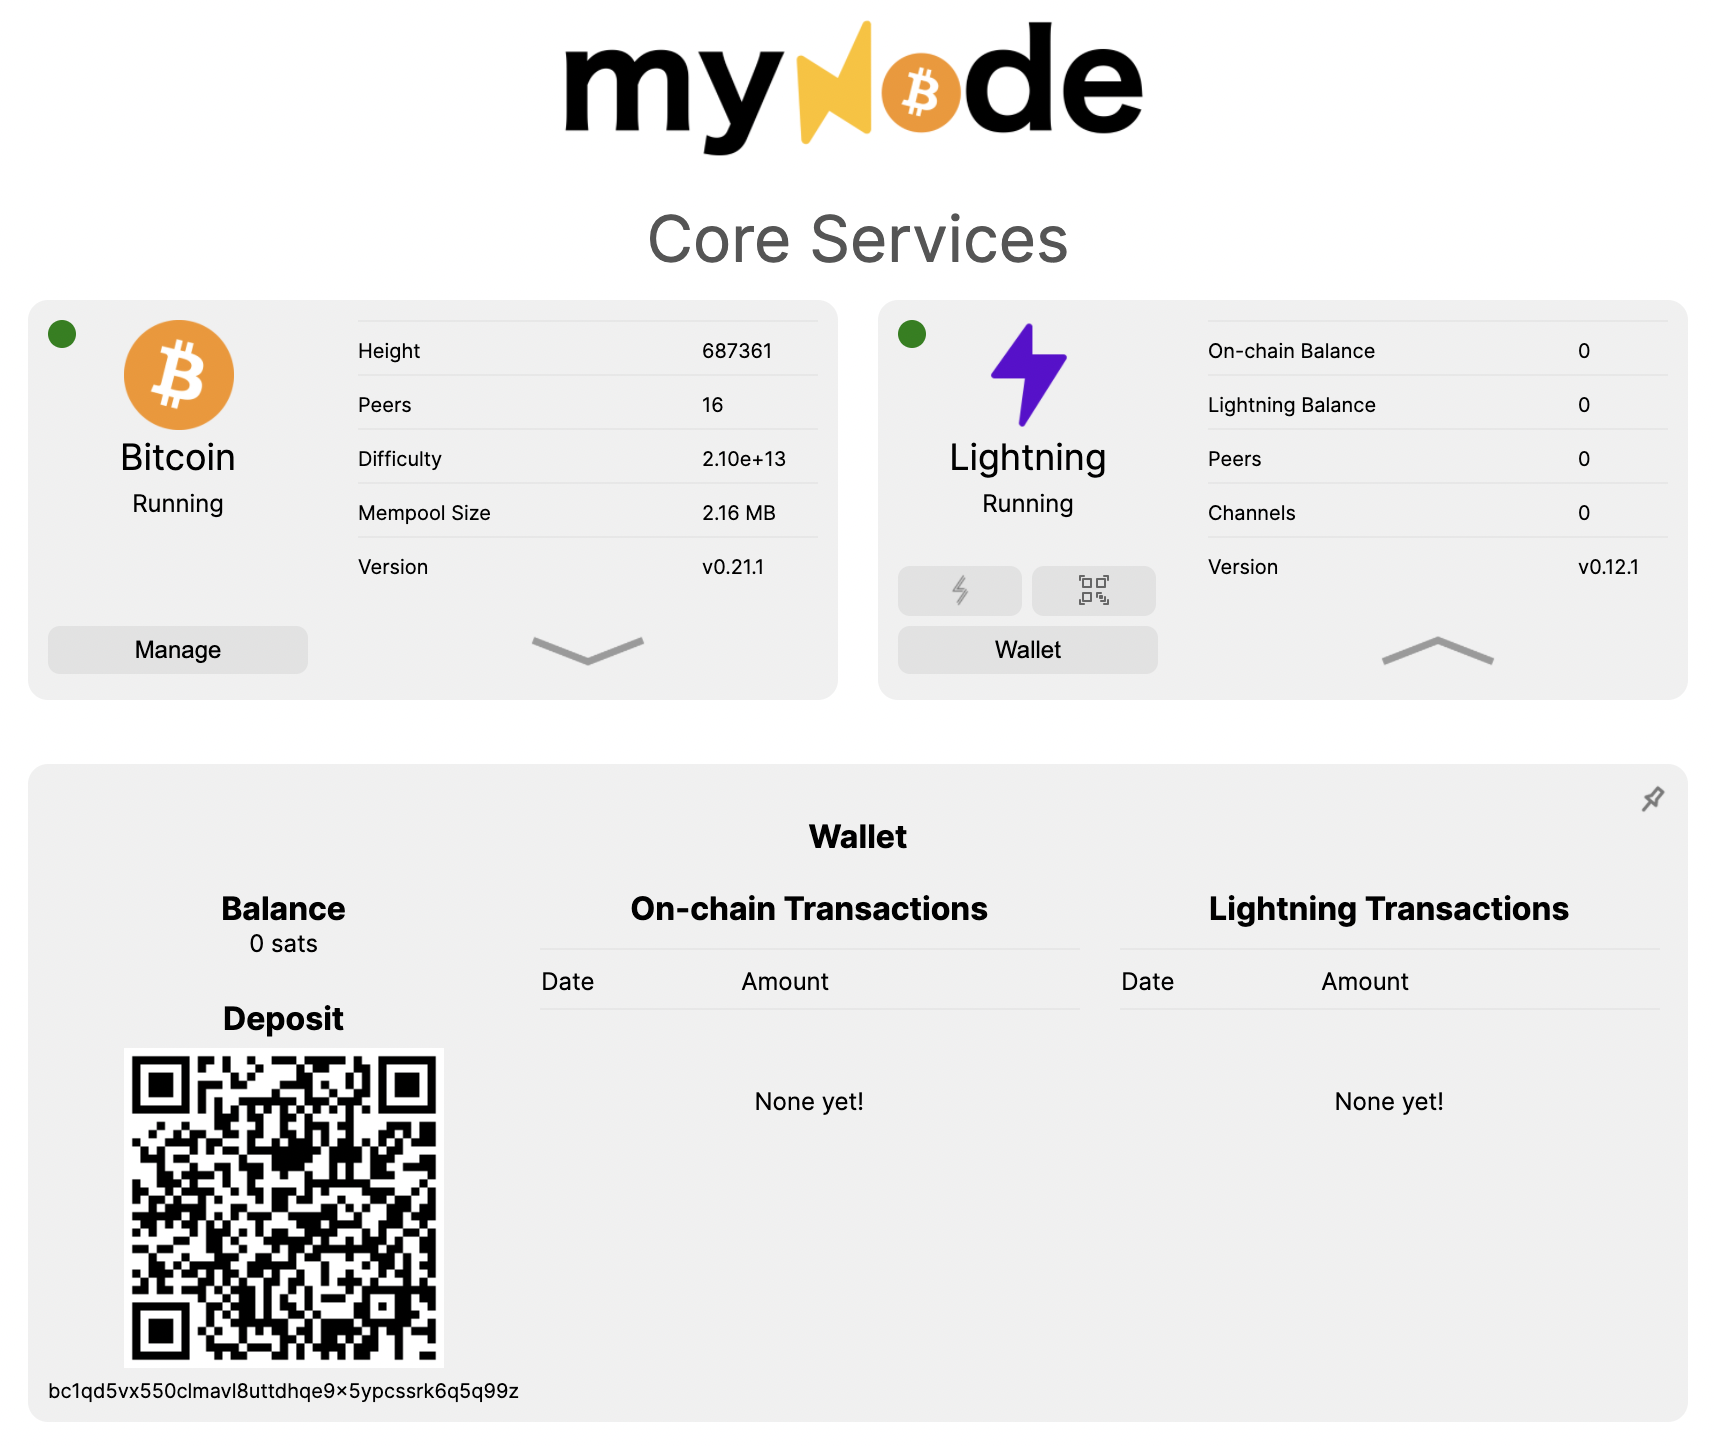 myNode
Core Services
Bitcoin
Running
Height 687361
Peers 16
Difficulty 2.10e+13
Mempool Size 2.16 MB
Version v0.21.1
Manage
Lightning
Running
On-chain Balance 0
Lightning Balance 0
Peers 0
Channels 0
Version v0.12.1
Wallet
Wallet
Balance
0 sats
Deposit
bc1qd5vx550clmavl8uttdhqe9x5ypcssrk6q5q99z
On-chain Transactions
Date Amount
None yet!
Lightning Transactions
Date Amount
None yet!